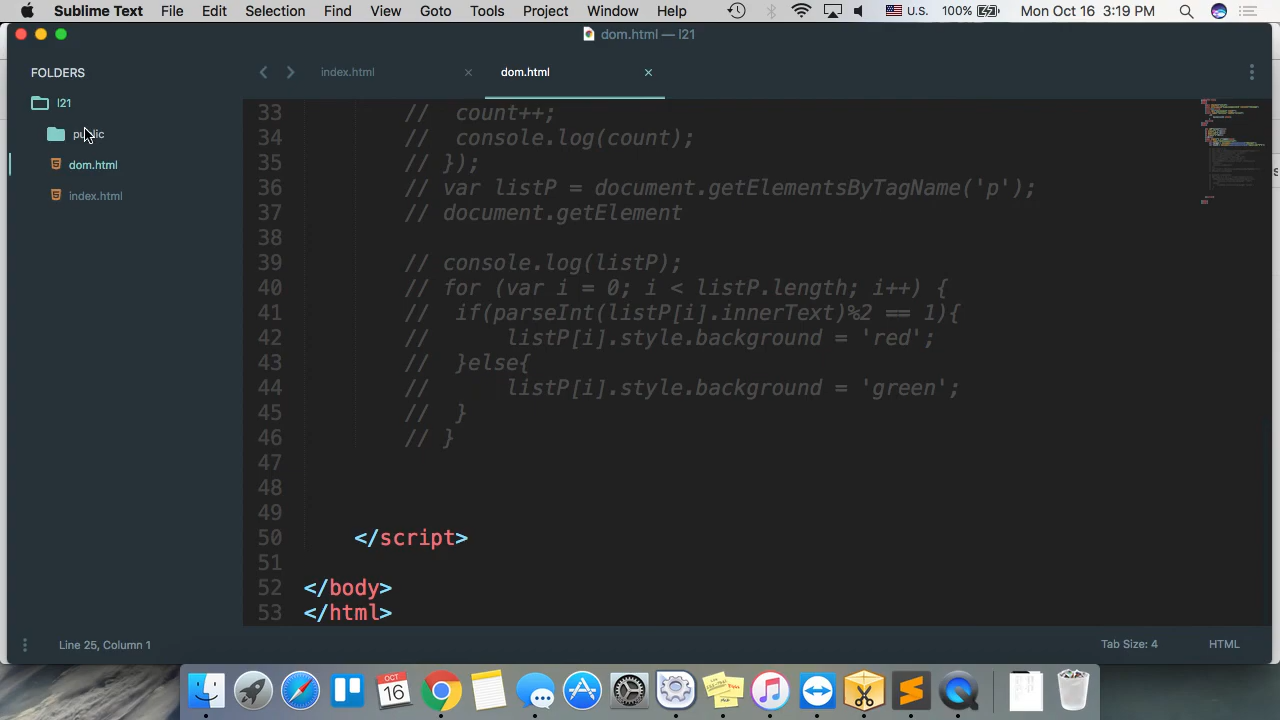 Sublime Text File Edit Selection Find View Goto Tools Project Window Help U.S. 100% Mon Oct 16 3:19 PM
dom.html — l21
FOLDERS
l21
public
dom.html
index.html
index.html × dom.html ×
33 // count++;
34 // console.log(count);
35 // });
36 // var listP = document.getElementsByTagName('p');
37 // document.getElement
38
39 // console.log(listP);
40 // for (var i = 0; i < listP.length; i++) {
41 // if(parseInt(listP[i].innerText)%2 == 1){
42 // listP[i].style.background = 'red';
43 // }else{
44 // listP[i].style.background = 'green';
45 // }
46 // }
47
48
49
50 </script>
51
52 </body>
53 </html>
Line 25, Column 1 Tab Size: 4 HTML
OCT
16